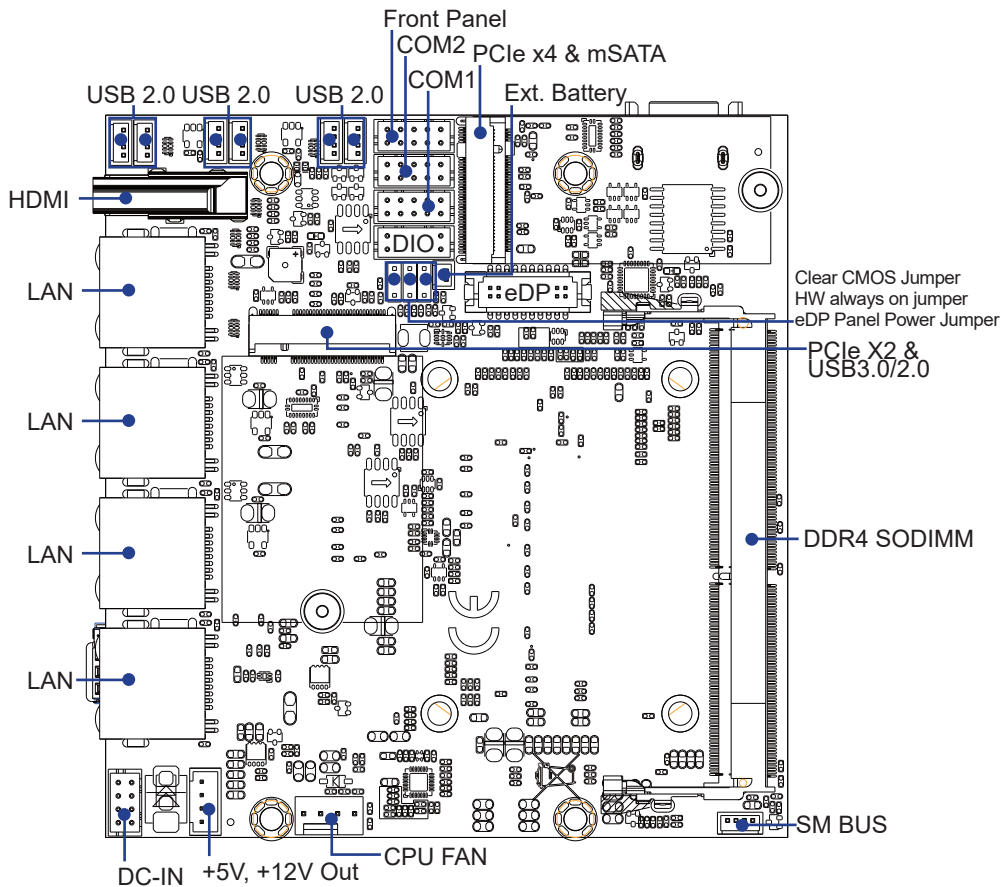 Front Panel
COM2
PCIe x4 & mSATA
COM1
USB 2.0
USB 2.0
USB 2.0
Ext. Battery
HDMI
DIO
LAN
eDP
Clear CMOS Jumper
HW always on jumper
eDP Panel Power Jumper
PCIe X2 &
USB3.0/2.0
LAN
LAN
DDR4 SODIMM
LAN
SM BUS
CPU FAN
+5V, +12V Out
DC-IN